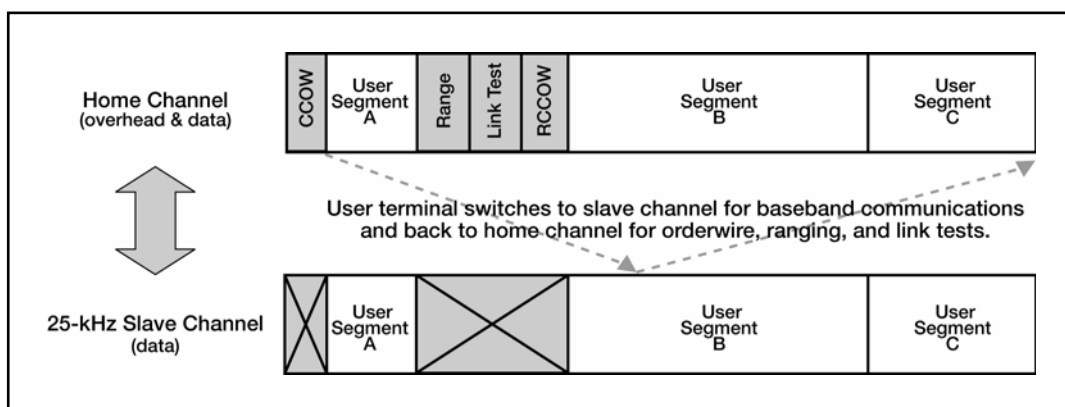 CCOW
User
Segment
A
Range
Link Test
RCCOW
User
Segment
B
User
Segment
C
Home Channel
(overhead & data)
User terminal switches to slave channel for baseband communications
and back to home channel for orderwire, ranging, and link tests.
25-kHz Slave Channel
(data)
User
Segment
A
User
Segment
B
User
Segment
C